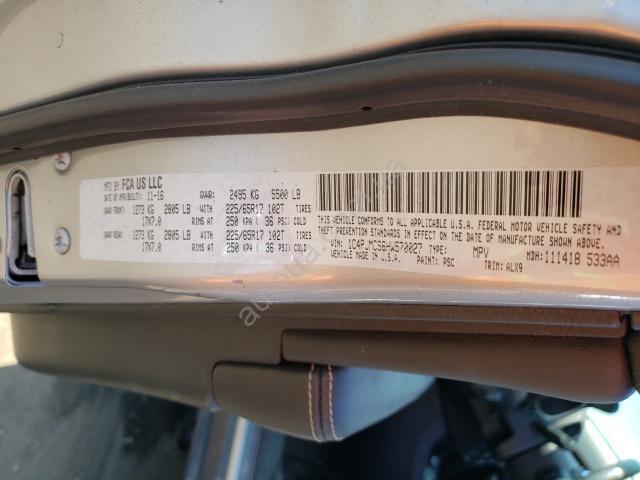 MFD BY FCA US LLC
DATE OF MFR(BUILT): 11-16 GVWR: 2495 KG 5500 LB
GAWR FRONT: 1273 KG 2805 LB WITH 225/65R17 102T TIRES
17X7.0 RIMS AT 250 KPA( 36 PSI) COLD
GAWR REAR: 1273 KG 2805 LB WITH 225/65R17 102T TIRES
17X7.0 RIMS AT 250 KPA( 36 PSI) COLD
THIS VEHICLE CONFORMS TO ALL APPLICABLE U.S.A. FEDERAL MOTOR VEHICLE SAFETY AND
THEFT PREVENTION STANDARDS IN EFFECT ON THE DATE OF MANUFACTURE SHOWN ABOVE.
VIN: TYPE: MPV MDH: 111418 533AA
VEHICLE MADE IN U.S.A. PAINT: PSC TRIM: ALX9